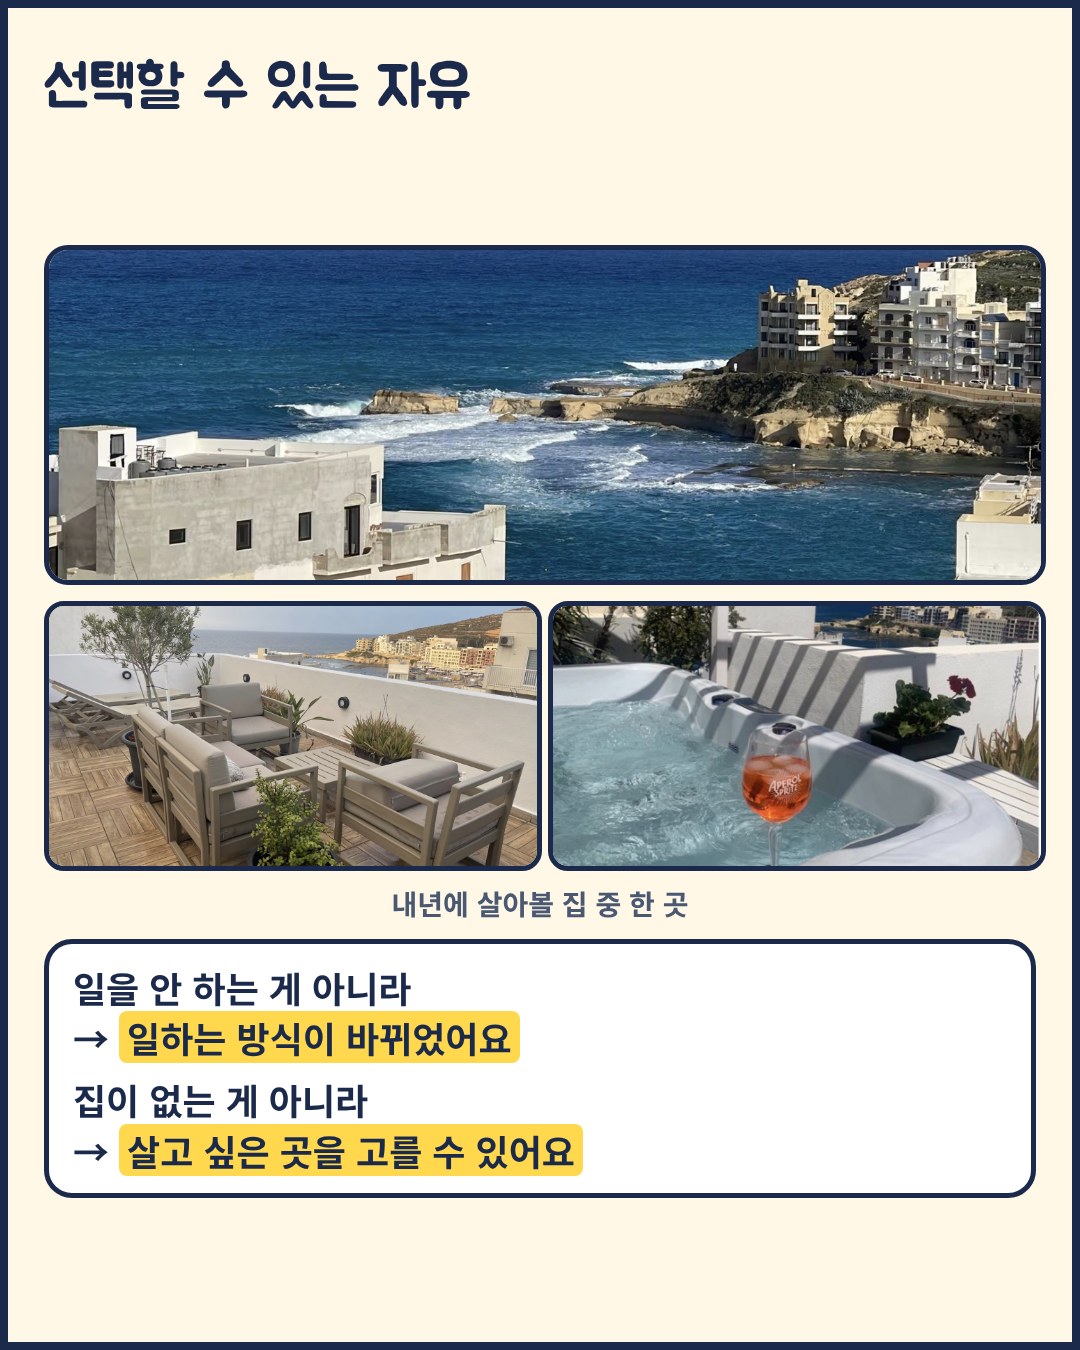 선택할 수 있는 자유
APEROL
SPRITZ
내년에 살아볼 집 중 한 곳
일을 안 하는 게 아니라
→ 일하는 방식이 바뀌었어요
집이 없는 게 아니라
→ 살고 싶은 곳을 고를 수 있어요